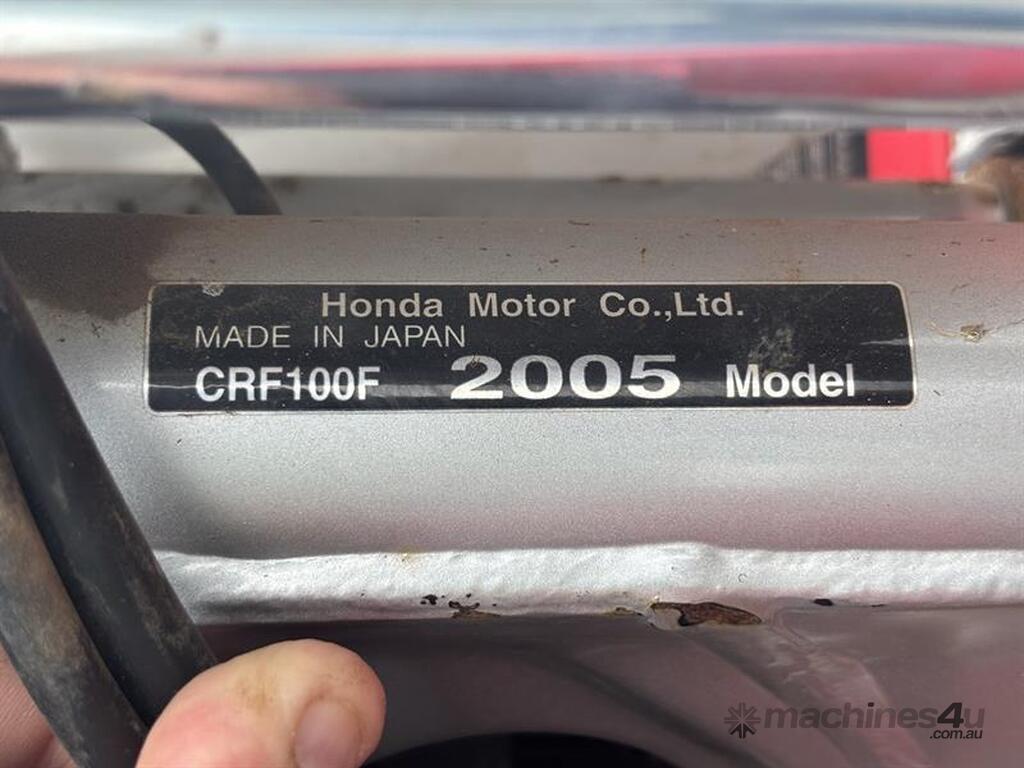 Honda Motor Co.,Ltd.
MADE IN JAPAN
CRF100F 2005 Model
machines4u
.com.au